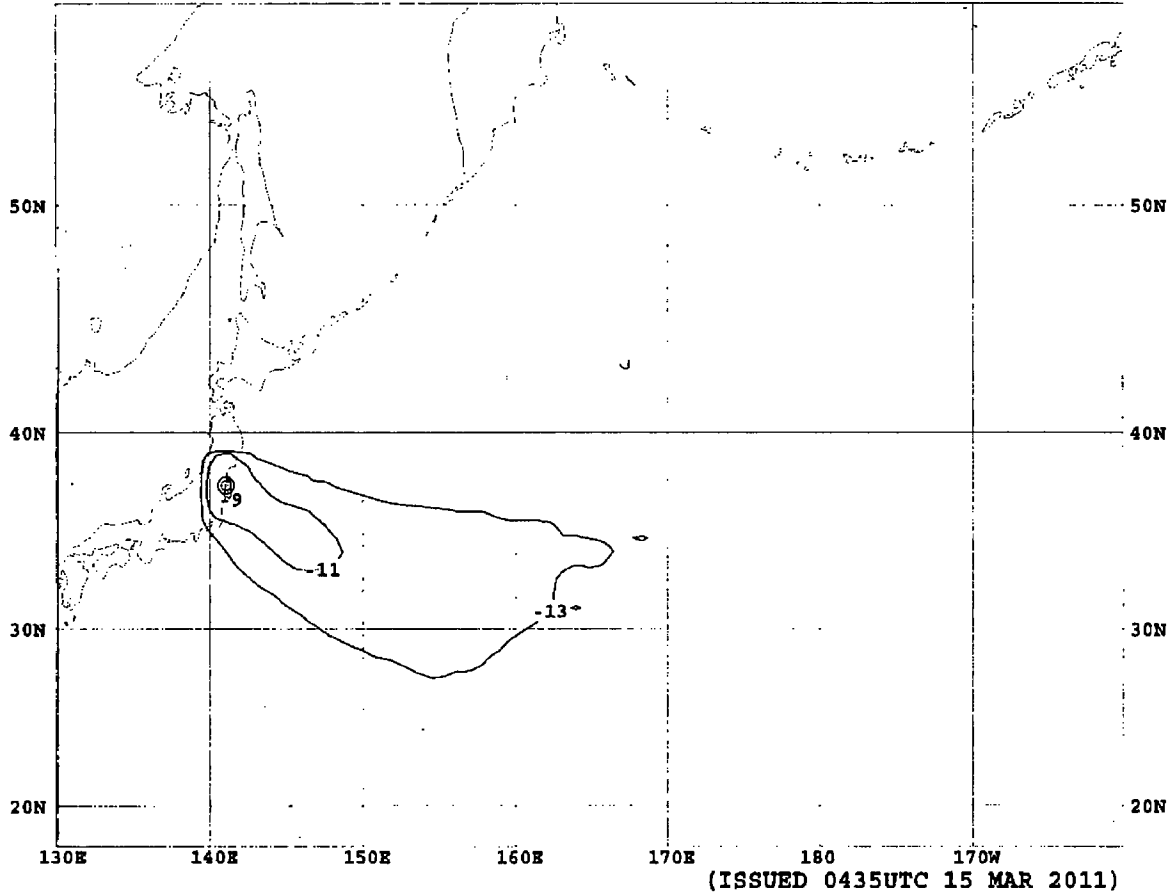 50N 50N
40N 40N
-9
-11
-13
30N 30N
20N 20N
130E 140E 150E 160E 170E 180 170W
(ISSUED 0435UTC 15 MAR 2011)